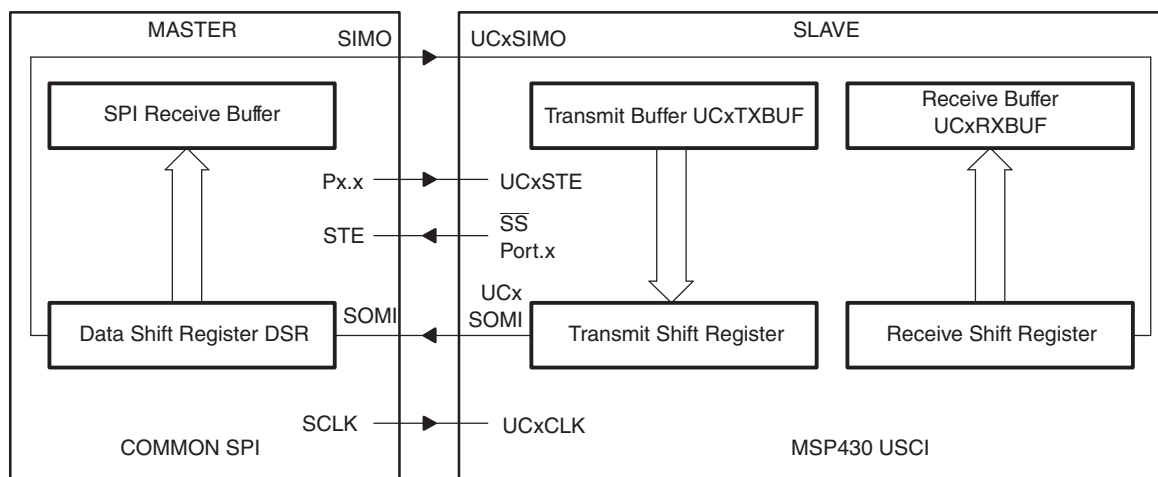 MASTER
SLAVE
SIMO
UCxSIMO
SPI Receive Buffer
Transmit Buffer UCxTXBUF
Receive Buffer
UCxRXBUF
Px.x
UCxSTE
STE
SS
Port.x
SOMI
UCx
SOMI
Data Shift Register DSR
Transmit Shift Register
Receive Shift Register
SCLK
UCxCLK
COMMON SPI
MSP430 USCI